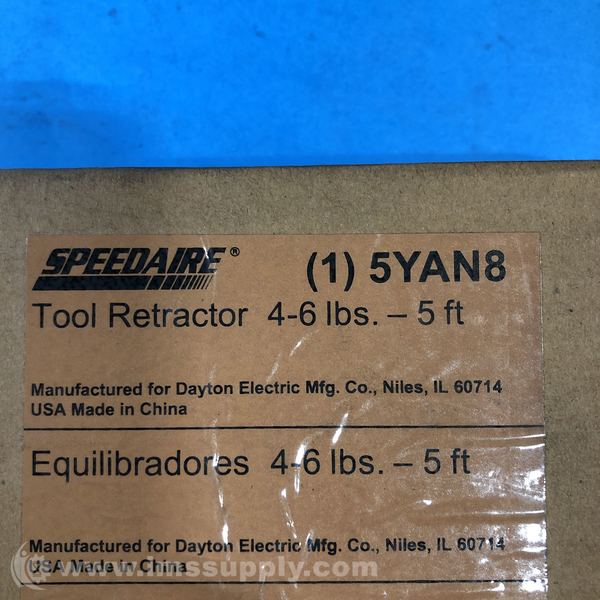 SPEEDAIRE® (1) 5YAN8
Tool Retractor 4-6 lbs. – 5 ft
Manufactured for Dayton Electric Mfg. Co., Niles, IL 60714
USA Made in China
Equilibradores 4-6 lbs. – 5 ft
Manufactured for Dayton Electric Mfg. Co., Niles, IL 60714
USA Made in China
www.imssupply.com